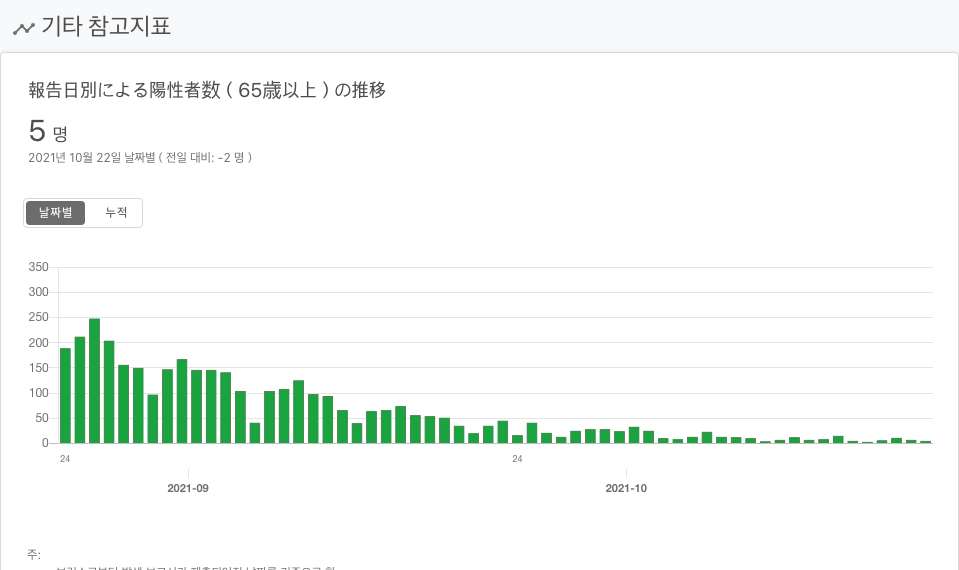 기타 참고지표
報告日別による陽性者数 ( 65歳以上 ) の推移
5 명
2021년 10월 22일 날짜별 ( 전일 대비: -2 명 )
날짜별 누적
350
300
250
200
150
100
50
0
24 24
2021-09 2021-10
주: